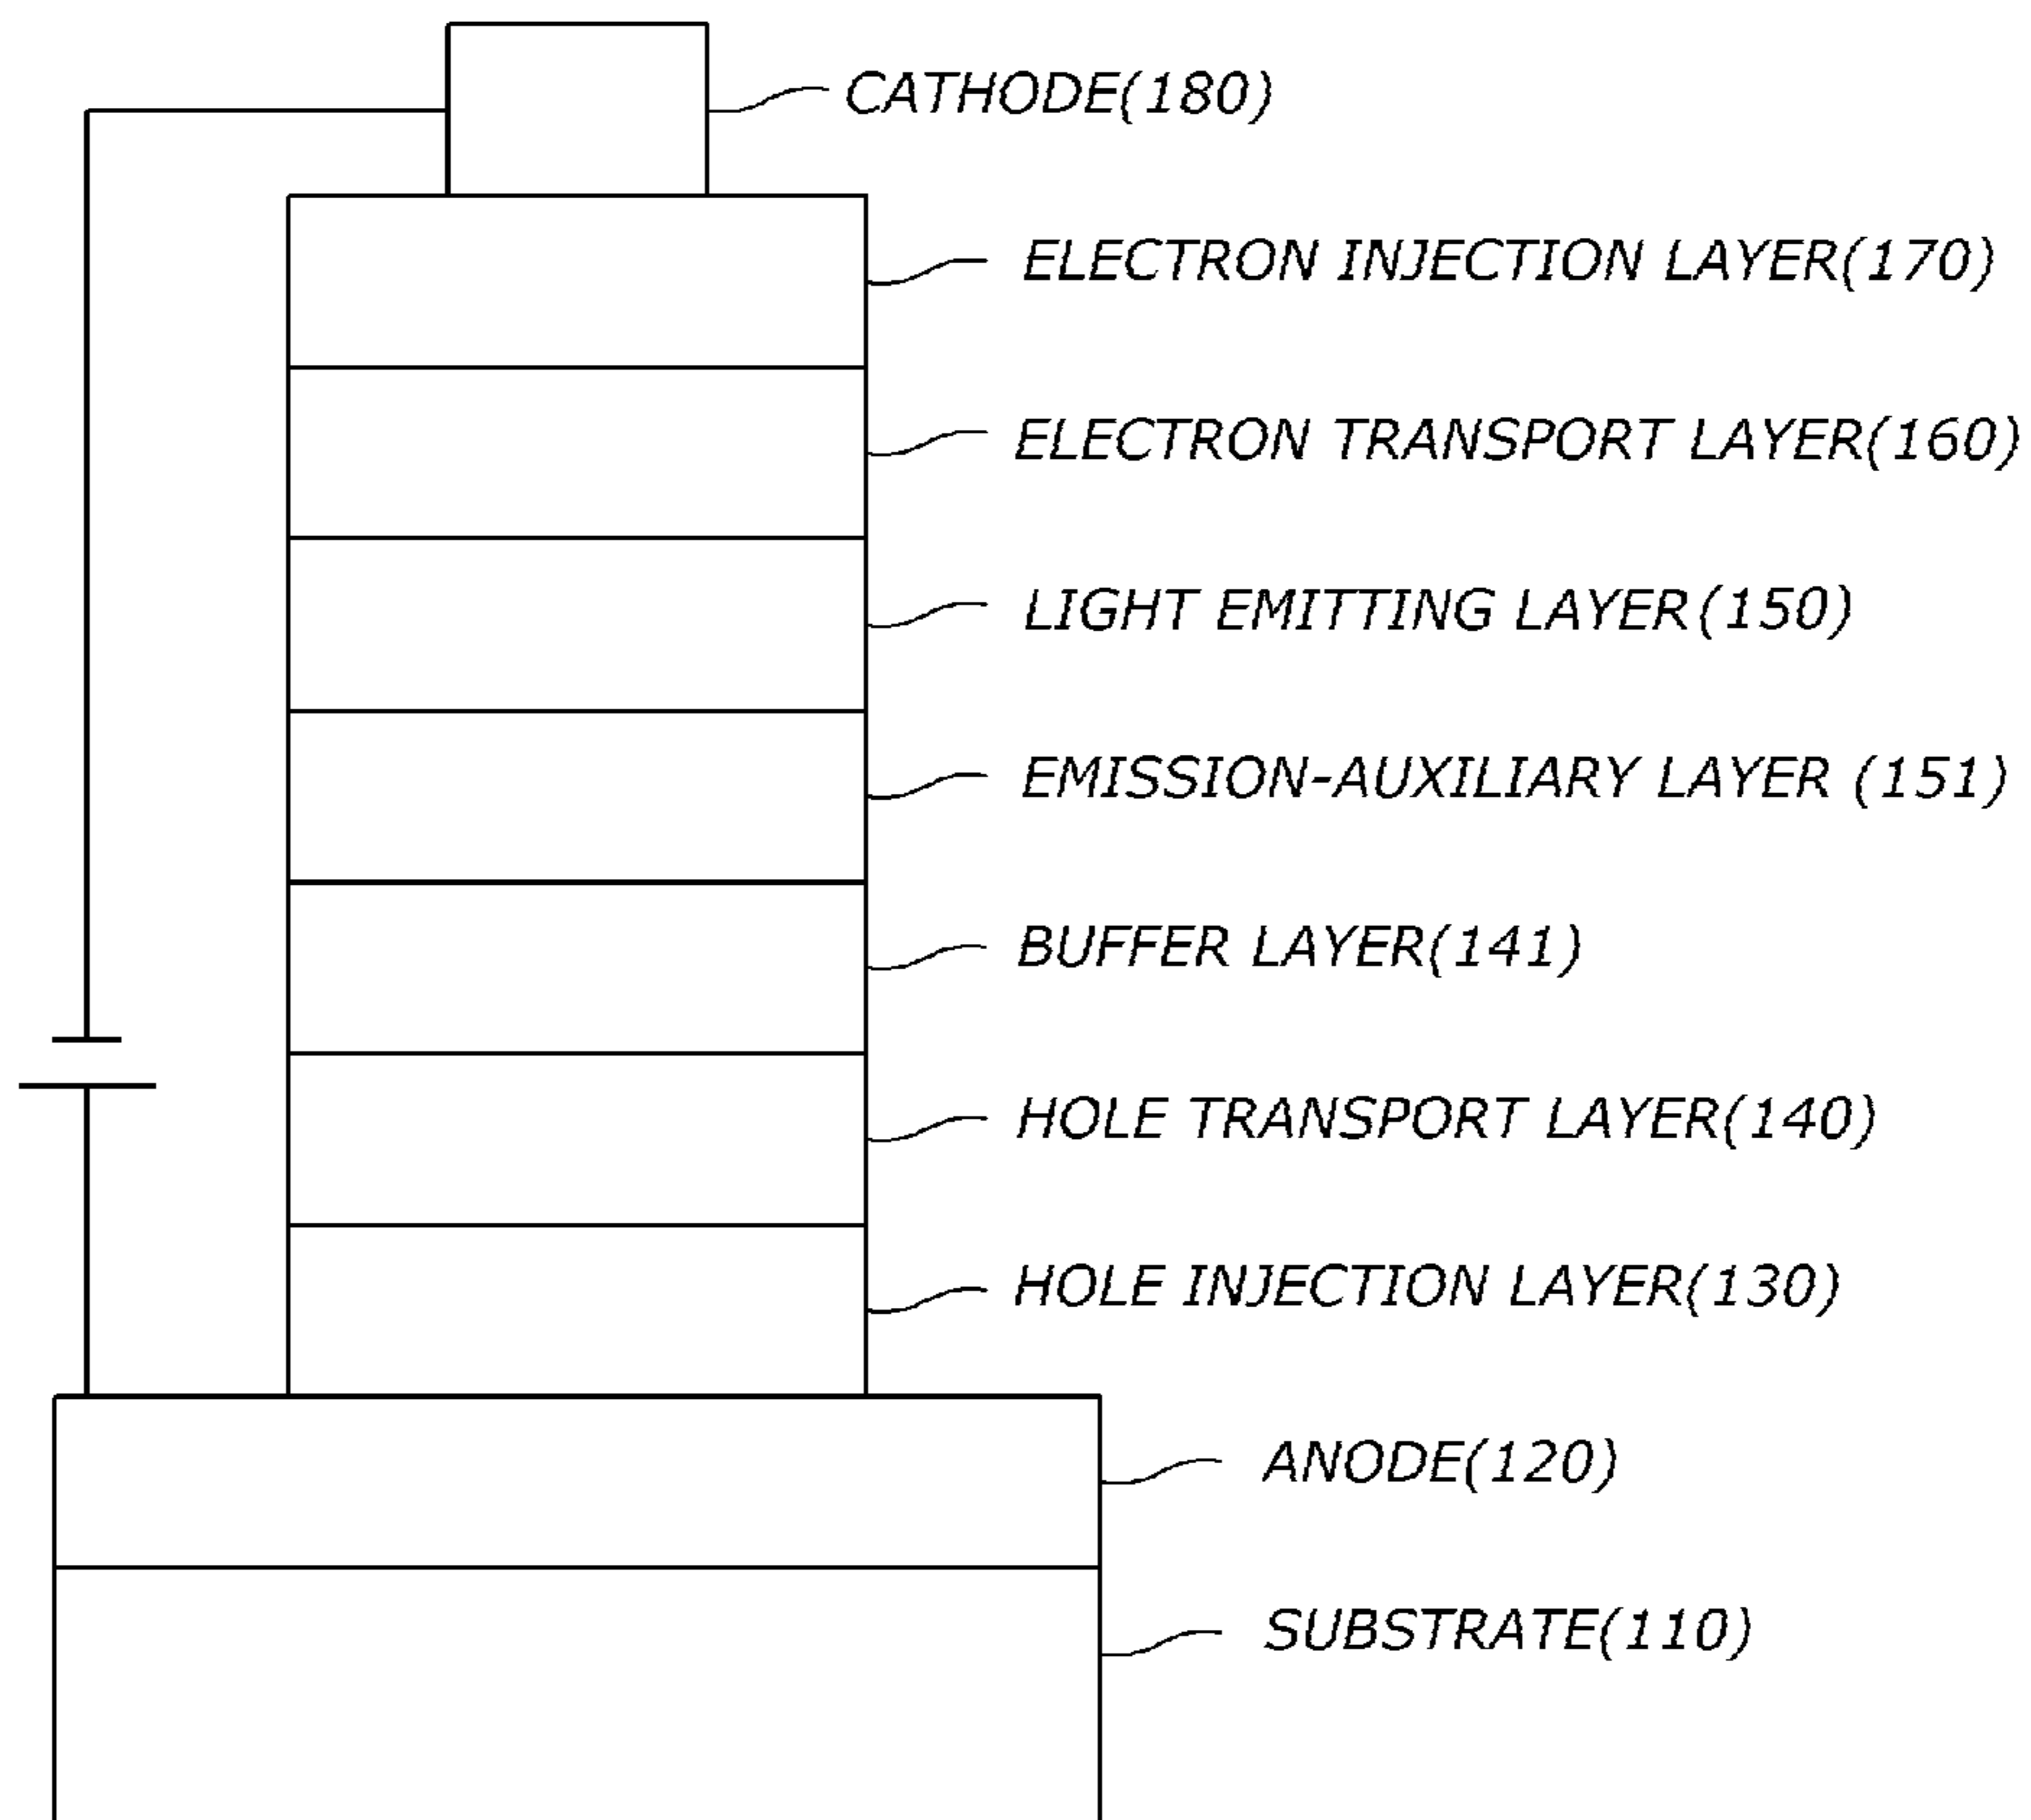 CATHODE(180)
ELECTRON INJECTION LAYER(170)
ELECTRON TRANSPORT LAYER(160)
LIGHT EMITTING LAYER(150)
EMISSION-AUXILIARY LAYER (151)
BUFFER LAYER(141)
HOLE TRANSPORT LAYER(140)
HOLE INJECTION LAYER(130)
ANODE(120)
SUBSTRATE(110)